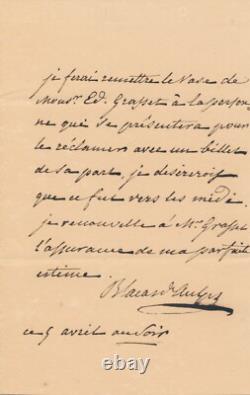 je ferai remettre le vase de
Monsr. Ed. Grasset à la person
ne qui se présentera pour
le réclamer avec un billet
de sa part, je désirerois
que ce fut vers les midi
je renouvelle à Mr. Grasset
l'assurance de ma parfaite
estime.
Blacas d'Aulps
ce 5 avril au soir